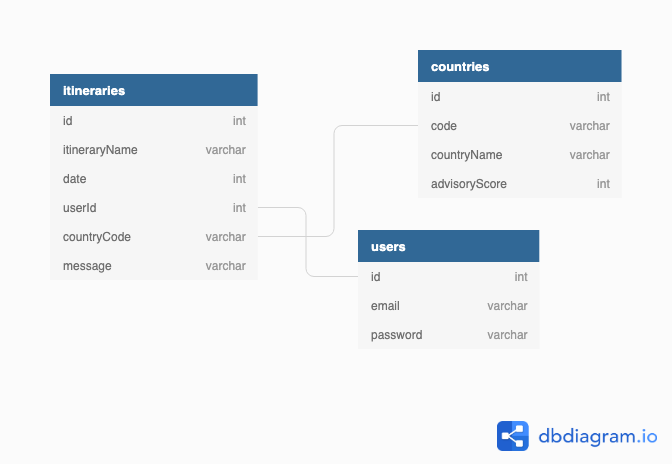 itineraries
id int
itineraryName varchar
date int
userId int
countryCode varchar
message varchar
countries
id int
code varchar
countryName varchar
advisoryScore int
users
id int
email varchar
password varchar
dbdiagram.io